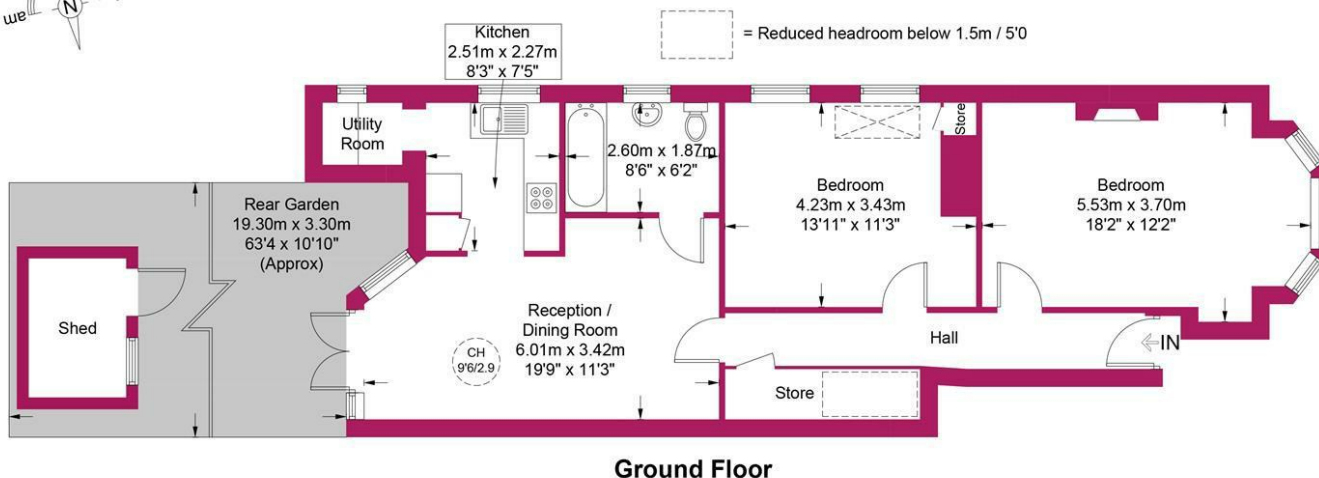 am
N
= Reduced headroom below 1.5m / 5'0
Kitchen
2.51m x 2.27m
8'3" x 7'5"
Utility
Room
2.60m x 1.87m
8'6" x 6'2"
Store
Bedroom
4.23m x 3.43m
13'11" x 11'3"
Bedroom
5.53m x 3.70m
18'2" x 12'2"
Rear Garden
19.30m x 3.30m
63'4 x 10'10"
(Approx)
Shed
Reception /
Dining Room
6.01m x 3.42m
19'9" x 11'3"
CH
9'6/2.9
Hall
IN
Store
Ground Floor